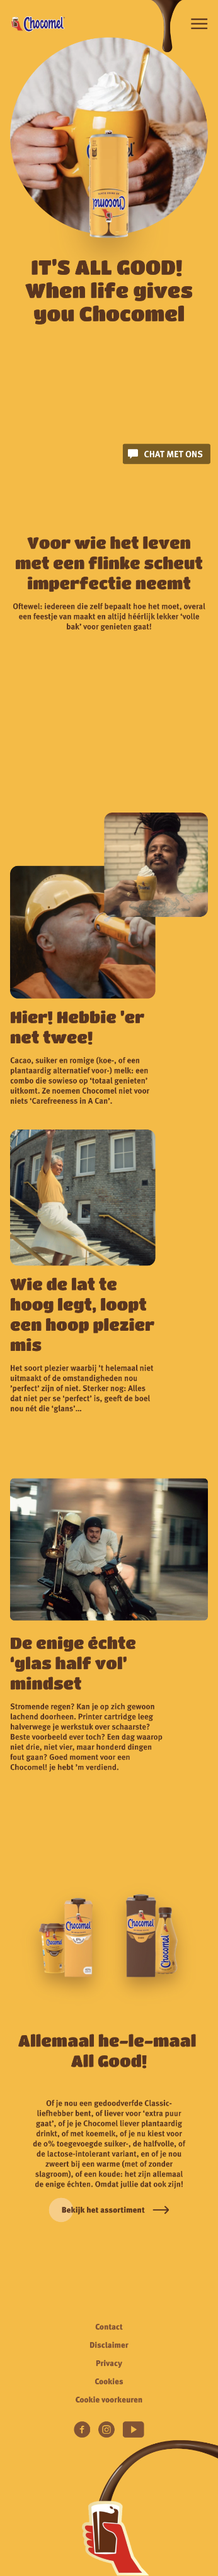 Chocomel
Chocomel
IT'S ALL GOOD!
When life gives
you Chocomel
CHAT MET ONS
Voor wie het leven
met een flinke scheut
imperfectie neemt
Oftewel: iedereen die zelf bepaalt hoe het moet, overal
een feestje van maakt en altijd héérlijk lekker ‘volle
bak’ voor genieten gaat!
Hier! Hebbie 'er
net twee!
Cacao, suiker en romige (koe-, of een
plantaardig alternatief voor-) melk: een
combo die sowieso op ‘totaal genieten’
uitkomt. Ze noemen Chocomel niet voor
niets ‘Carefreeness in A Can’.
Wie de lat te
hoog legt, loopt
een hoop plezier
mis
Het soort plezier waarbij ’t helemaal niet
uitmaakt of de omstandigheden nou
‘perfect’ zijn of niet. Sterker nog: Alles
dat niet per se ‘perfect’ is, geeft de boel
nou nét die ‘glans’...
De enige échte
‘glas half vol’
mindset
Stromende regen? Kan je op zich gewoon
lachend doorheen. Printer cartridge leeg
halverwege je werkstuk over schaarste?
Beste voorbeeld ever toch? Een dag waarop
niet drie, niet vier, maar honderd dingen
fout gaan? Goed moment voor een
Chocomel! je hebt ‘m verdiend.
Chocomel
Chocomel
Chocomel
Chocomel
Allemaal he-le-maal
All Good!
Of je nou een gedoodverfde Classic-
liefhebber bent, of liever voor ‘extra puur
gaat’, of je je Chocomel liever plantaardig
drinkt, of met koemelk, of je nu kiest voor
de 0% toegevoegde suiker-, de halfvolle, of
de lactose-intolerant variant, en of je nou
zweert bij een warme (met of zonder
slagroom), of een koude: het zijn allemaal
de enige échten. Omdat jullie dat ook zijn!
Bekijk het assortiment
Contact
Disclaimer
Privacy
Cookies
Cookie voorkeuren